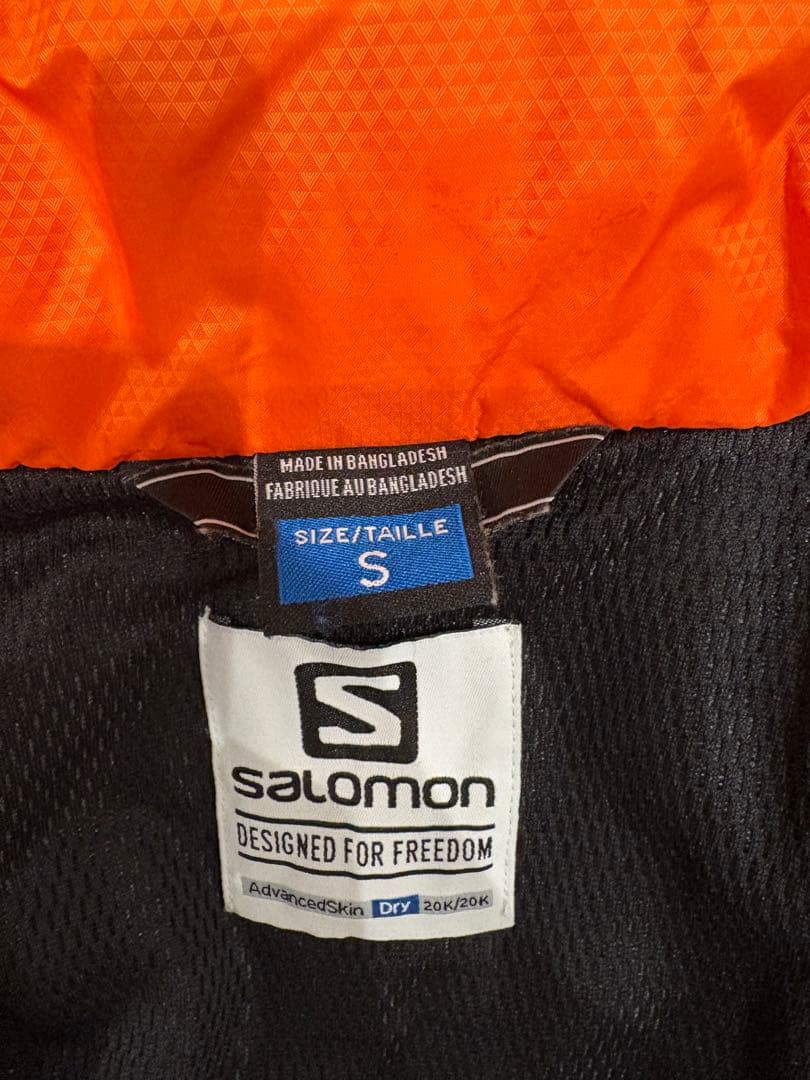 MADE IN BANGLADESH
FABRIQUE AU BANGLADESH
SIZE/TAILLE
S
S
SALOMON
DESIGNED FOR FREEDOM
AdvancedSkin Dry 20K/20K